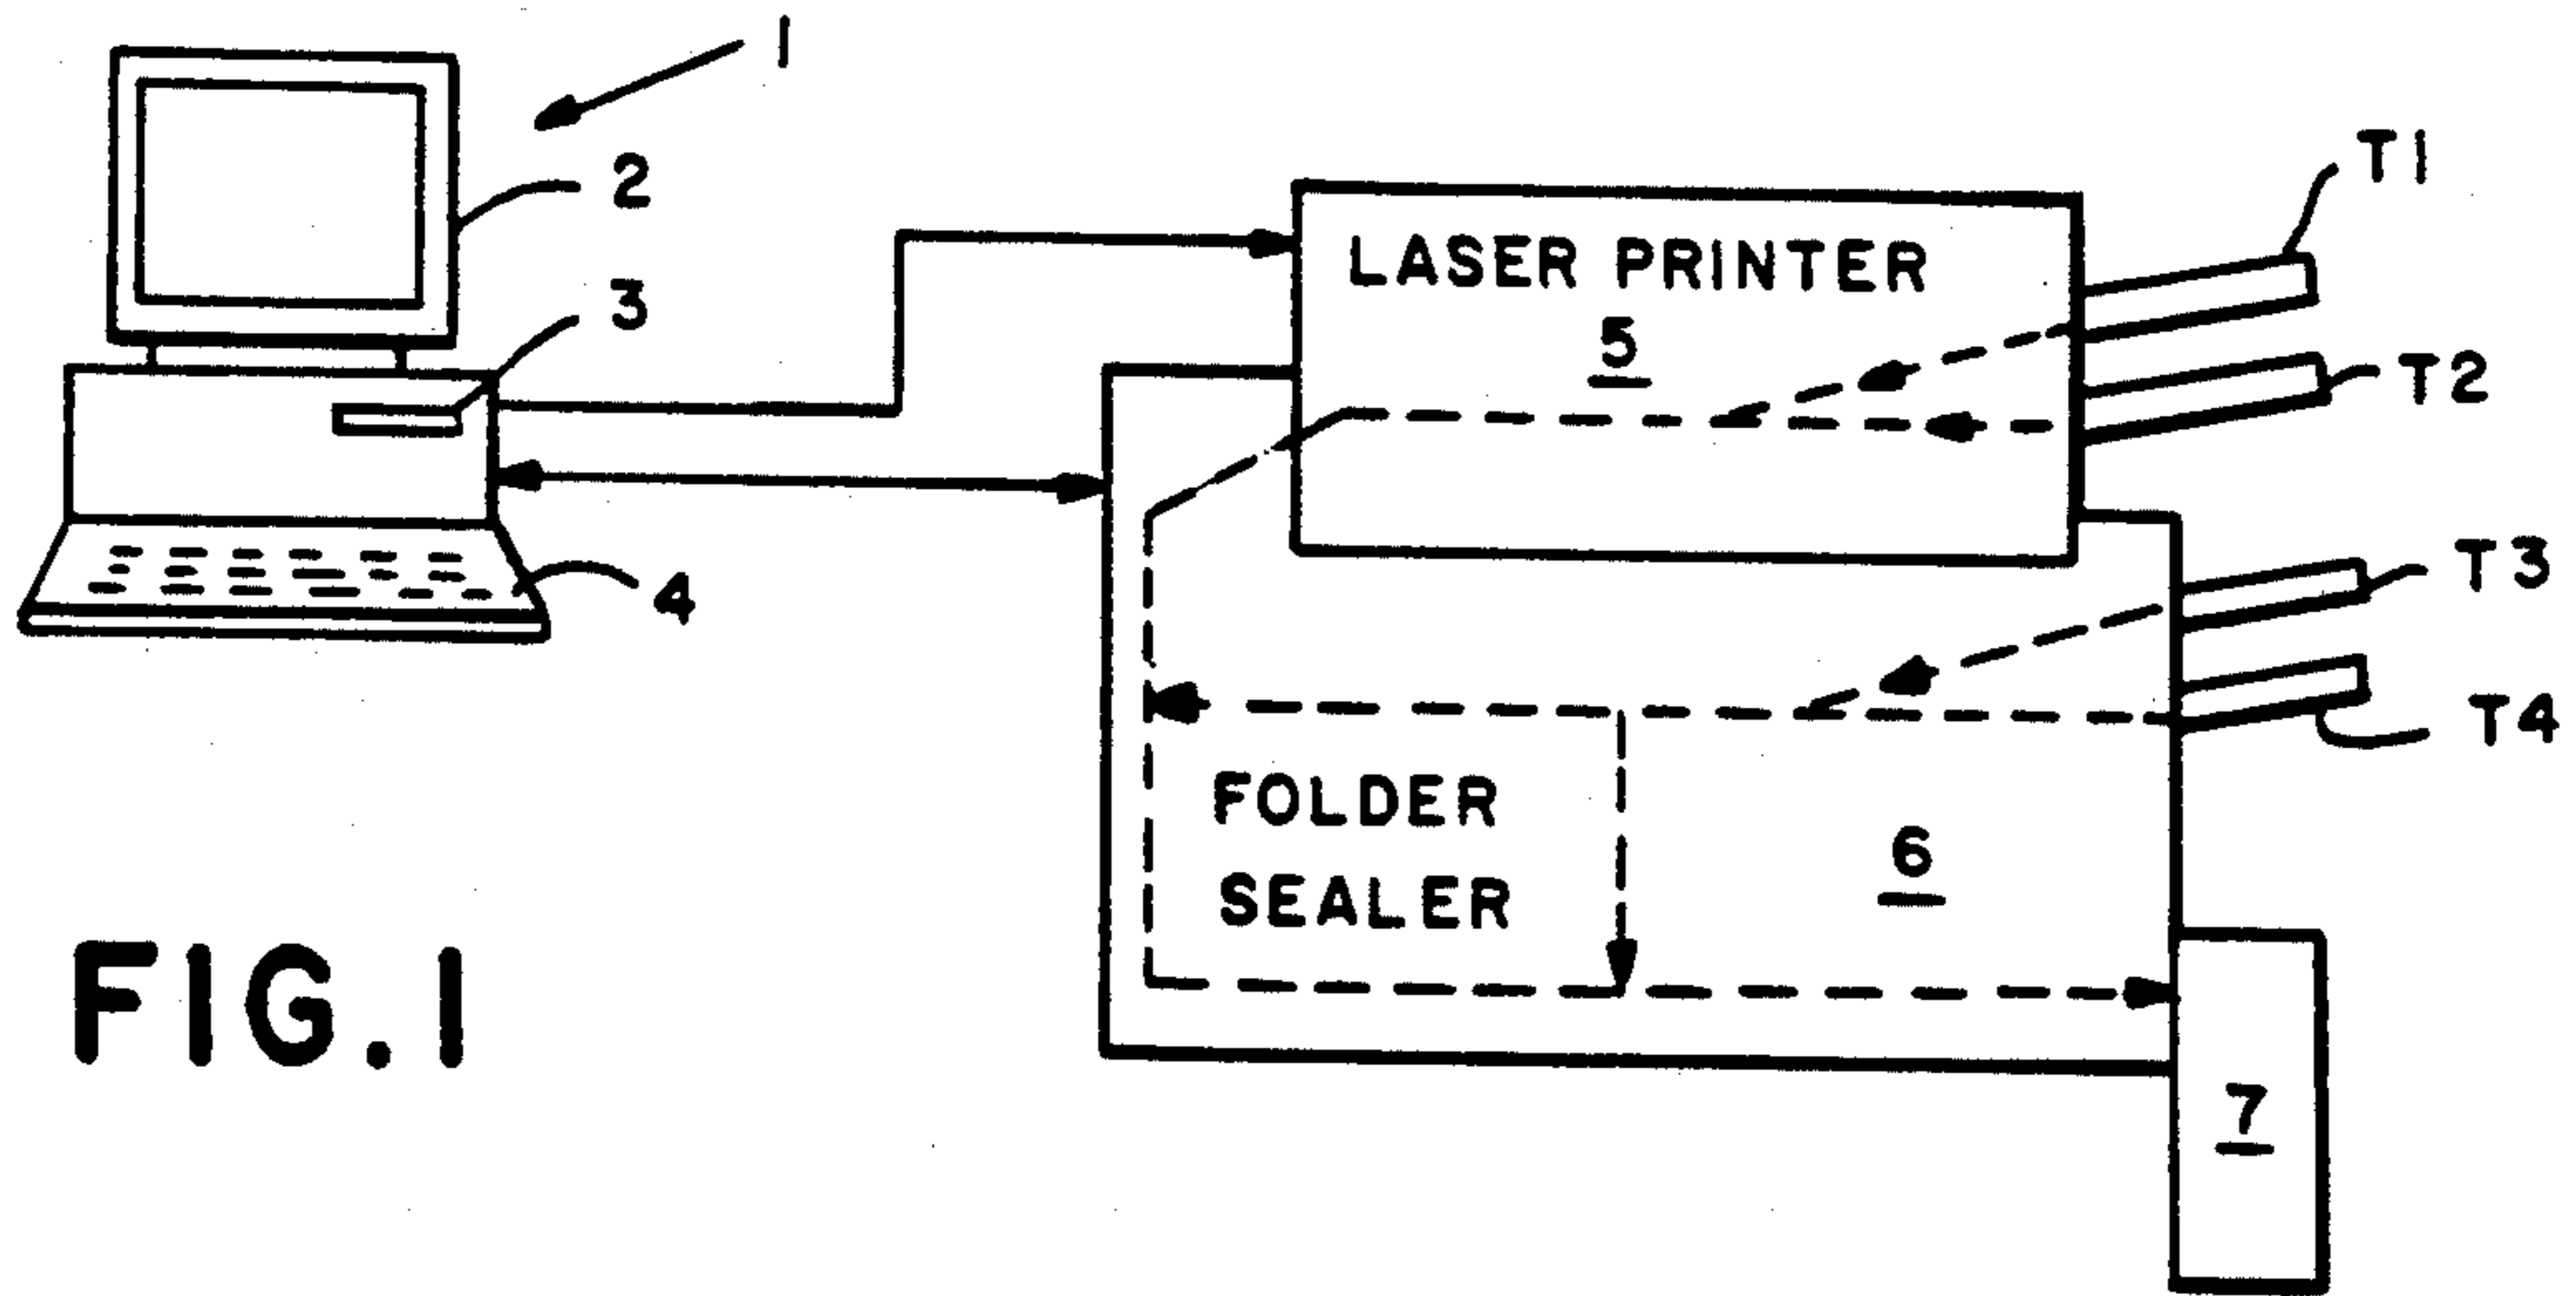 1
2
3
4
LASER PRINTER
5
T1
T2
T3
T4
FOLDER
SEALER
6
7
FIG.1